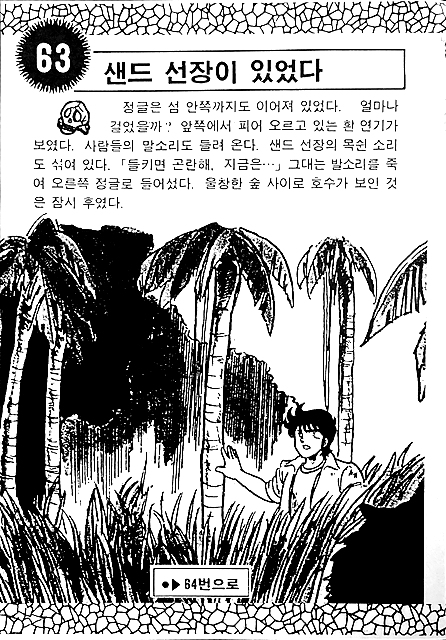 63
샌드 선장이 있었다
정글은 섬 안쪽까지도 이어져 있었다. 얼마나
걸었을까? 앞쪽에서 피어 오르고 있는 흰 연기가
보였다. 사람들의 말소리도 들려 온다. 샌드 선장의 목쉰 소리
도 섞여 있다. 「들키면 곤란해, 지금은…」 그대는 발소리를 죽
여 오른쪽 정글로 들어섰다. 울창한 숲 사이로 호수가 보인 것
은 잠시 후였다.
●▶64번으로